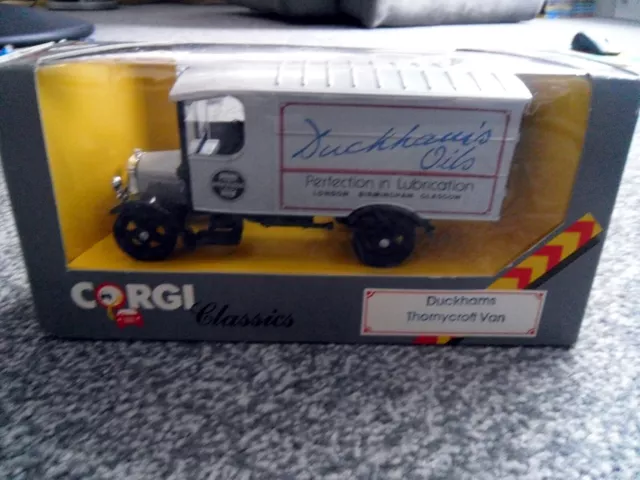 Duckham's
Oils
Perfection in Lubrication
LONDON BIRMINGHAM GLASGOW
CORGI
Classics
Duckhams
Thornycroft Van